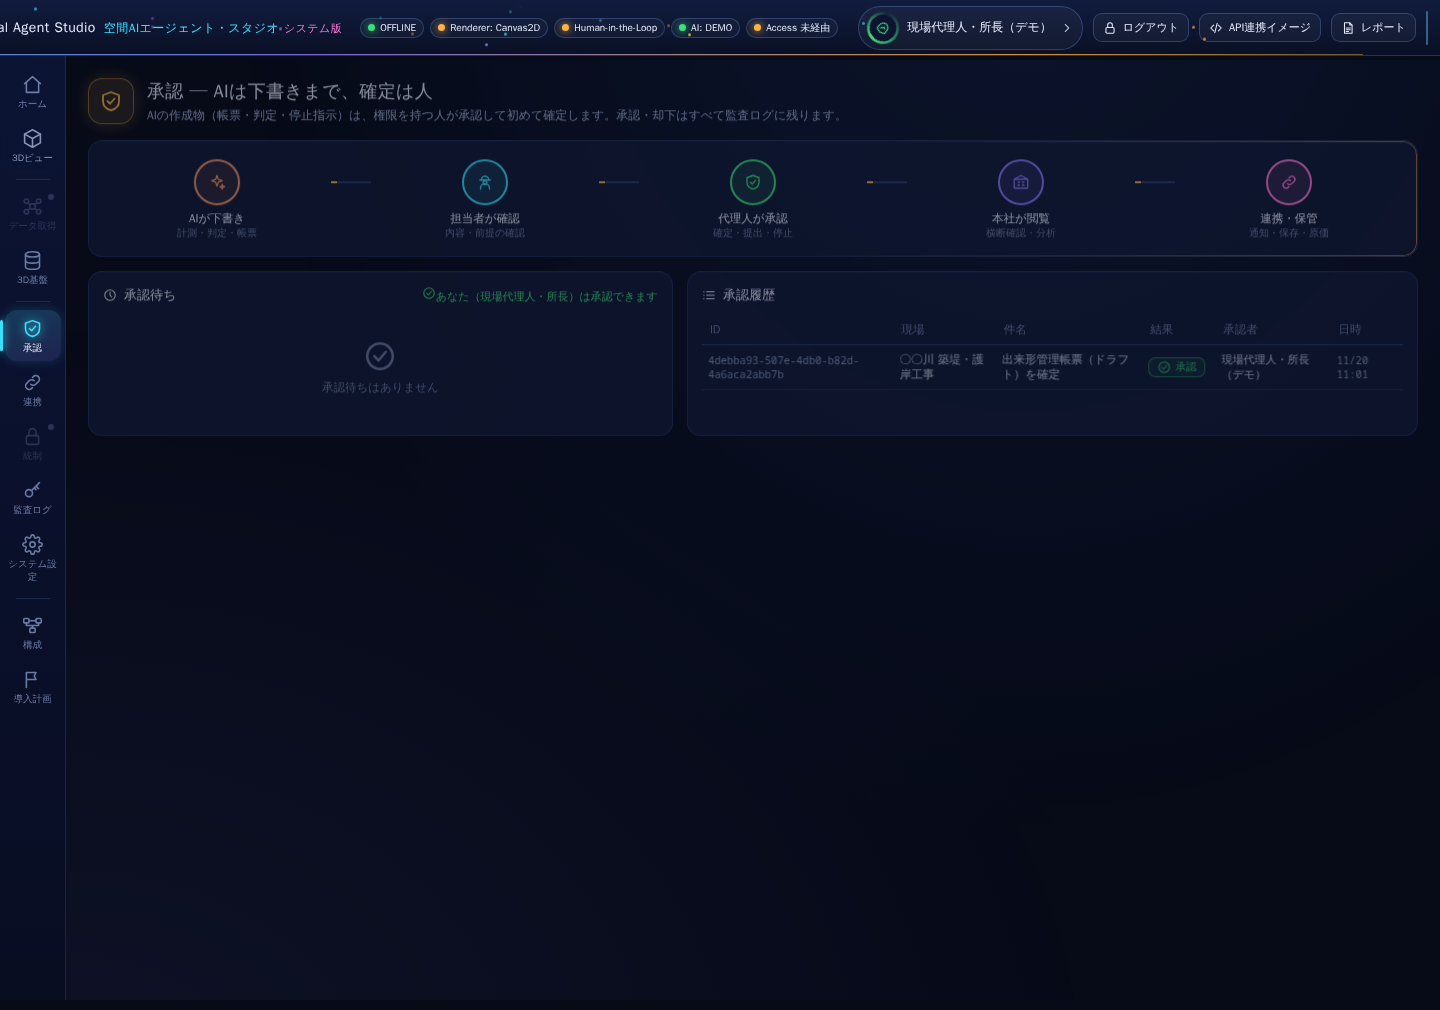 al Agent Studio 空間AIエージェント・スタジオ・システム版
OFFLINE
Renderer: Canvas2D
Human-in-the-Loop
AI: DEMO
Access 未経由
現場代理人・所長（デモ）
ログアウト
API連携イメージ
レポート
ホーム
3Dビュー
データ取得
3D基盤
承認
連携
統制
監査ログ
システム設
定
構成
導入計画
承認 — AIは下書きまで、確定は人
AIの作成物（帳票・判定・停止指示）は、権限を持つ人が承認して初めて確定します。承認・却下はすべて監査ログに残ります。
AIが下書き
計測・判定・帳票
担当者が確認
内容・前提の確認
代理人が承認
確定・提出・停止
本社が閲覧
横断確認・分析
連携・保管
通知・保存・原価
承認待ち
あなた（現場代理人・所長）は承認できます
承認待ちはありません
承認履歴
ID 現場 件名 結果 承認者 日時
4debba93-507e-4db0-b82d-
4a6aca2abb7b
〇〇川 築堤・護
岸工事
出来形管理帳票（ドラフ
ト）を確定
承認
現場代理人・所長
（デモ）
11/20
11:01